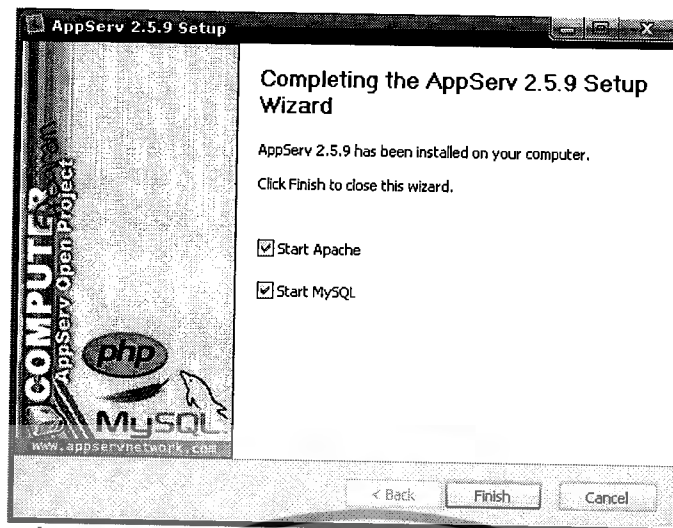 AppServ 2.5.9 Setup
Completing the AppServ 2.5.9 Setup
Wizard
AppServ 2.5.9 has been installed on your computer.
Click Finish to close this wizard.
Start Apache
Start MySQL
COMPUTER
AppServ Open Project
php
MySQL
www.appservnetwork.com
< Back
Finish
Cancel